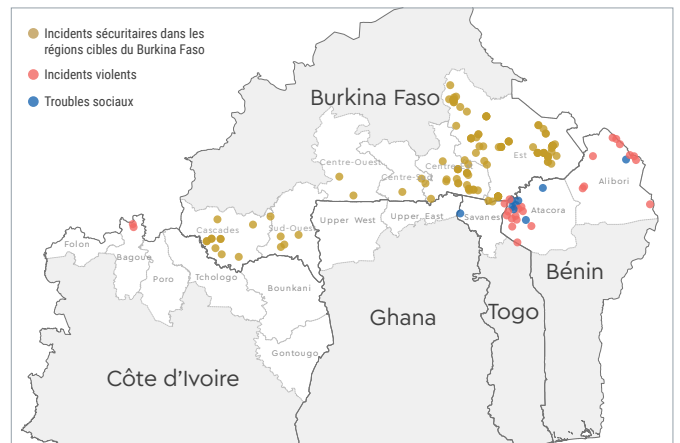 Incidents sécuritaires dans les
régions cibles du Burkina Faso
Incidents violents
Troubles sociaux
Burkina Faso
Centre-Ouest
Centre-Sud
Centre-Est
Est
Alibori
Atacora
Savanes
Upper East
Upper West
Cascades
Sud-Ouest
Folon
Bagoué
Poro
Tchologo
Bounkani
Gontougo
Bénin
Togo
Ghana
Côte d'Ivoire